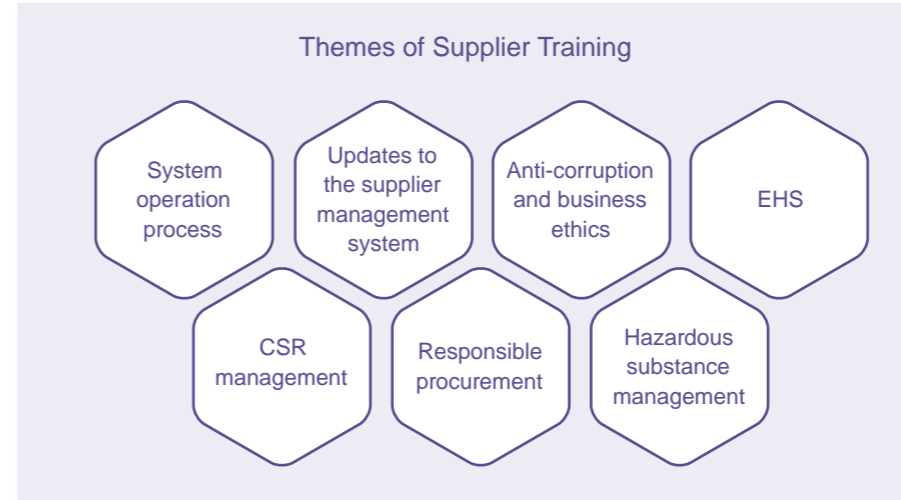 Themes of Supplier Training
System
operation
process
Updates to
the supplier
management
system
Anti-corruption
and business
ethics
EHS
CSR
management
Responsible
procurement
Hazardous
substance
management